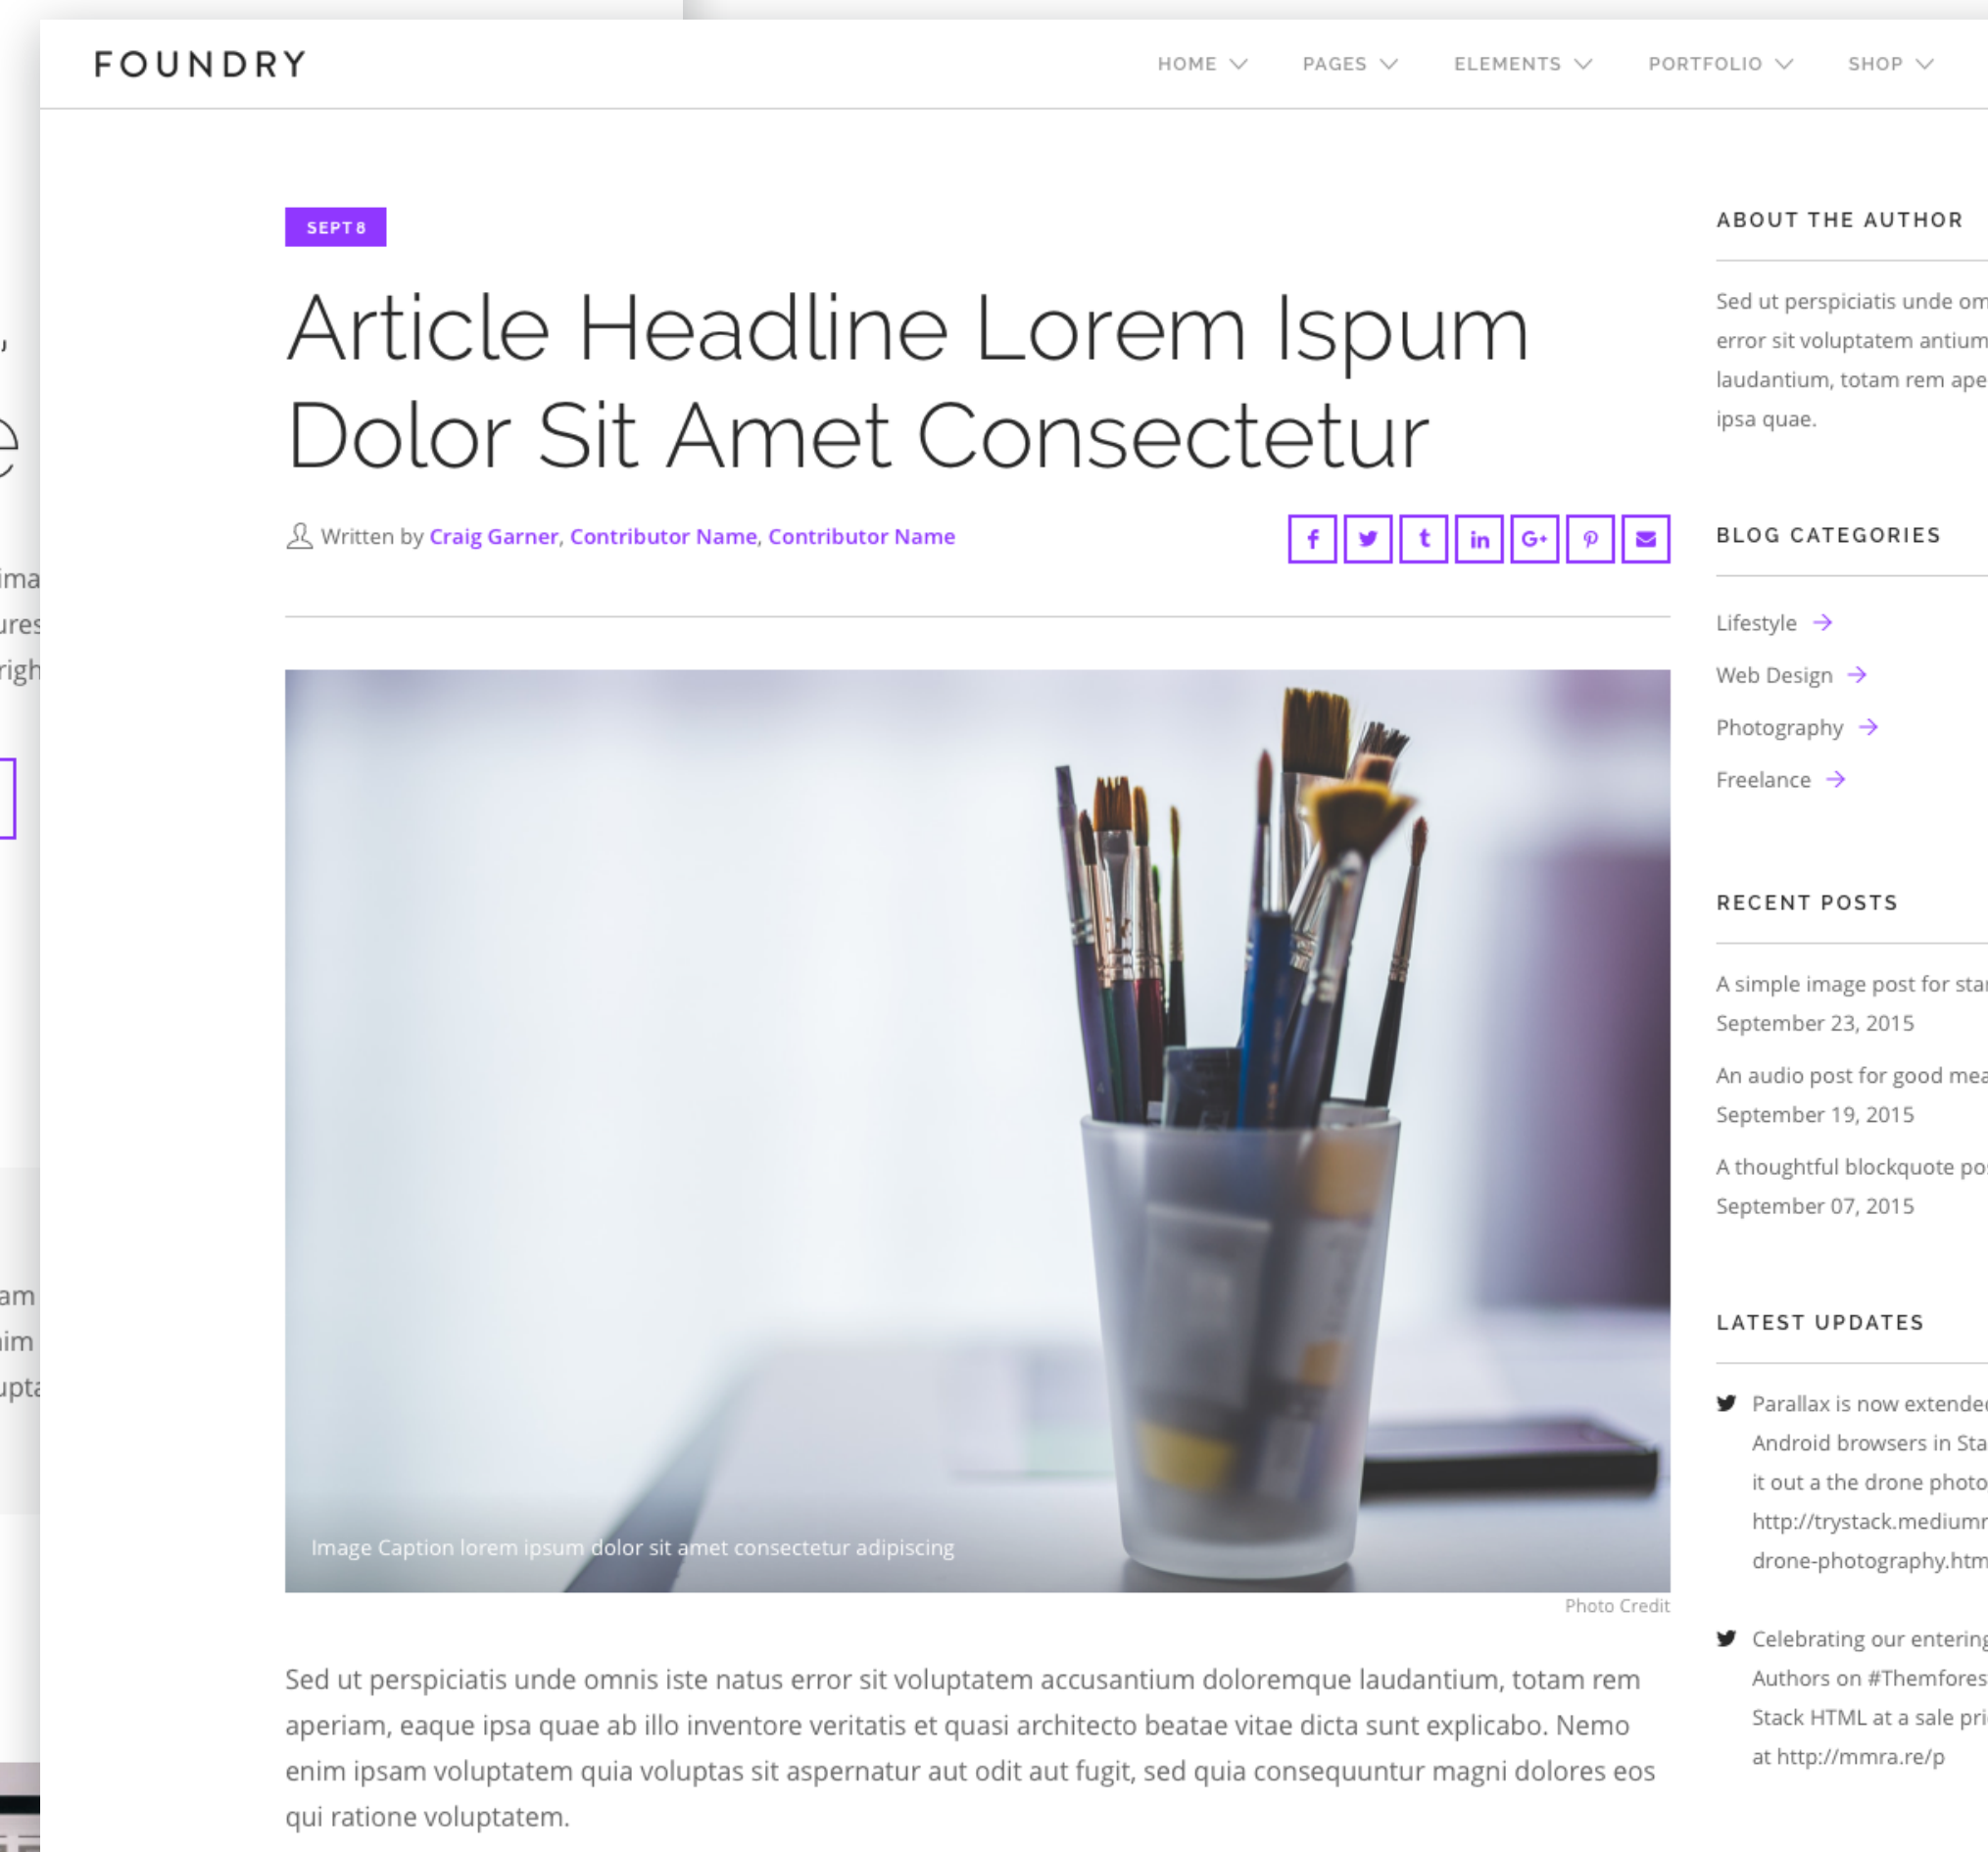 FOUNDRY
HOME
PAGES
ELEMENTS
PORTFOLIO
SHOP
SEPT 8
Article Headline Lorem Ispum
Dolor Sit Amet Consectetur
Written by Craig Garner, Contributor Name, Contributor Name
Image Caption lorem ipsum dolor sit amet consectetur adipiscing
Photo Credit
Sed ut perspiciatis unde omnis iste natus error sit voluptatem accusantium doloremque laudantium, totam rem
aperiam, eaque ipsa quae ab illo inventore veritatis et quasi architecto beatae vitae dicta sunt explicabo. Nemo
enim ipsam voluptatem quia voluptas sit aspernatur aut odit aut fugit, sed quia consequuntur magni dolores eos
qui ratione voluptatem.
ABOUT THE AUTHOR
Sed ut perspiciatis unde om
error sit voluptatem antium
laudantium, totam rem ape
ipsa quae.
BLOG CATEGORIES
Lifestyle
Web Design
Photography
Freelance
RECENT POSTS
A simple image post for star
September 23, 2015
An audio post for good mea
September 19, 2015
A thoughtful blockquote po
September 07, 2015
LATEST UPDATES
Parallax is now extended
Android browsers in Sta
it out a the drone photo
http://trystack.mediumr
drone-photography.htm
Celebrating our entering
Authors on #Themfores
Stack HTML at a sale pri
at http://mmra.re/p